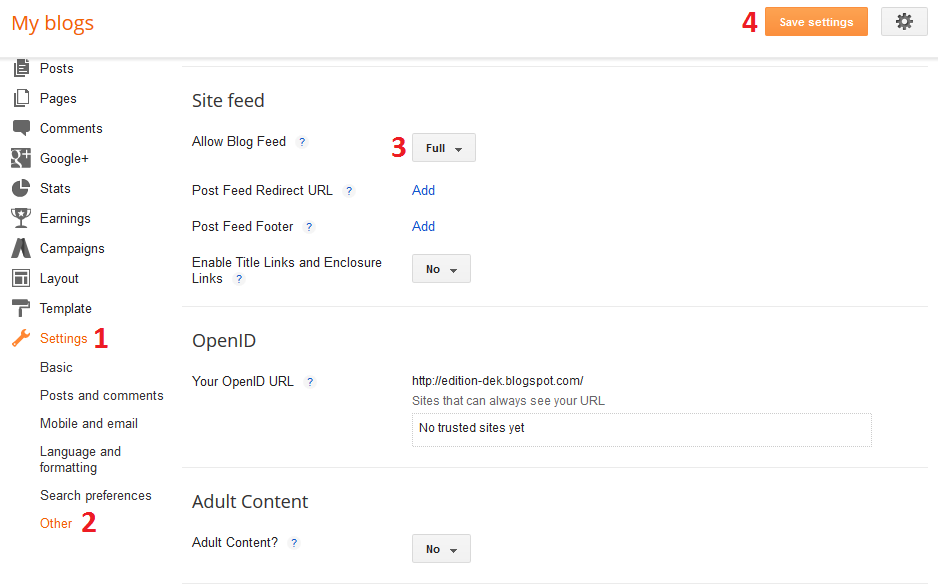 My blogs
4
Save settings
Posts
Pages
Comments
Google+
Stats
Earnings
Campaigns
Layout
Template
Settings 1
Basic
Posts and comments
Mobile and email
Language and
formatting
Search preferences
Other 2
Site feed
Allow Blog Feed ? 3 Full
Post Feed Redirect URL ? Add
Post Feed Footer ? Add
Enable Title Links and Enclosure
Links ? No
OpenID
Your OpenID URL ? http://edition-dek.blogspot.com/
Sites that can always see your URL
No trusted sites yet
Adult Content
Adult Content? ? No